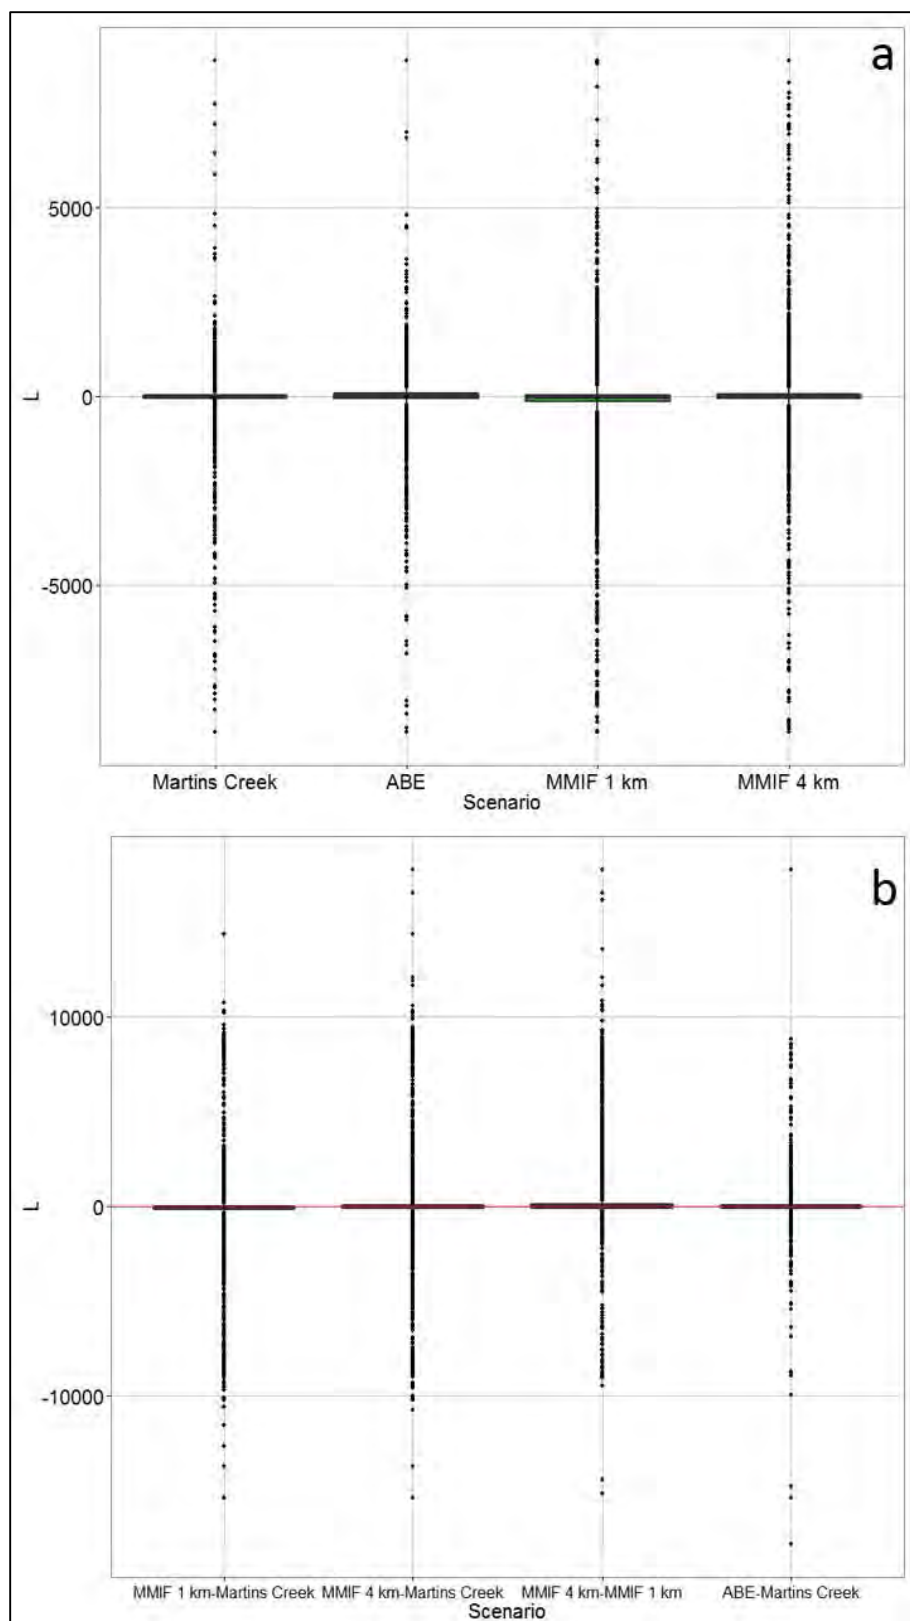 a
5000
0
-5000
L
Martins Creek ABE MMIF 1 km MMIF 4 km
Scenario
b
10000
0
-10000
L
MMIF 1 km-Martins Creek MMIF 4 km-Martins Creek MMIF 4 km-MMIF 1 km ABE-Martins Creek
Scenario